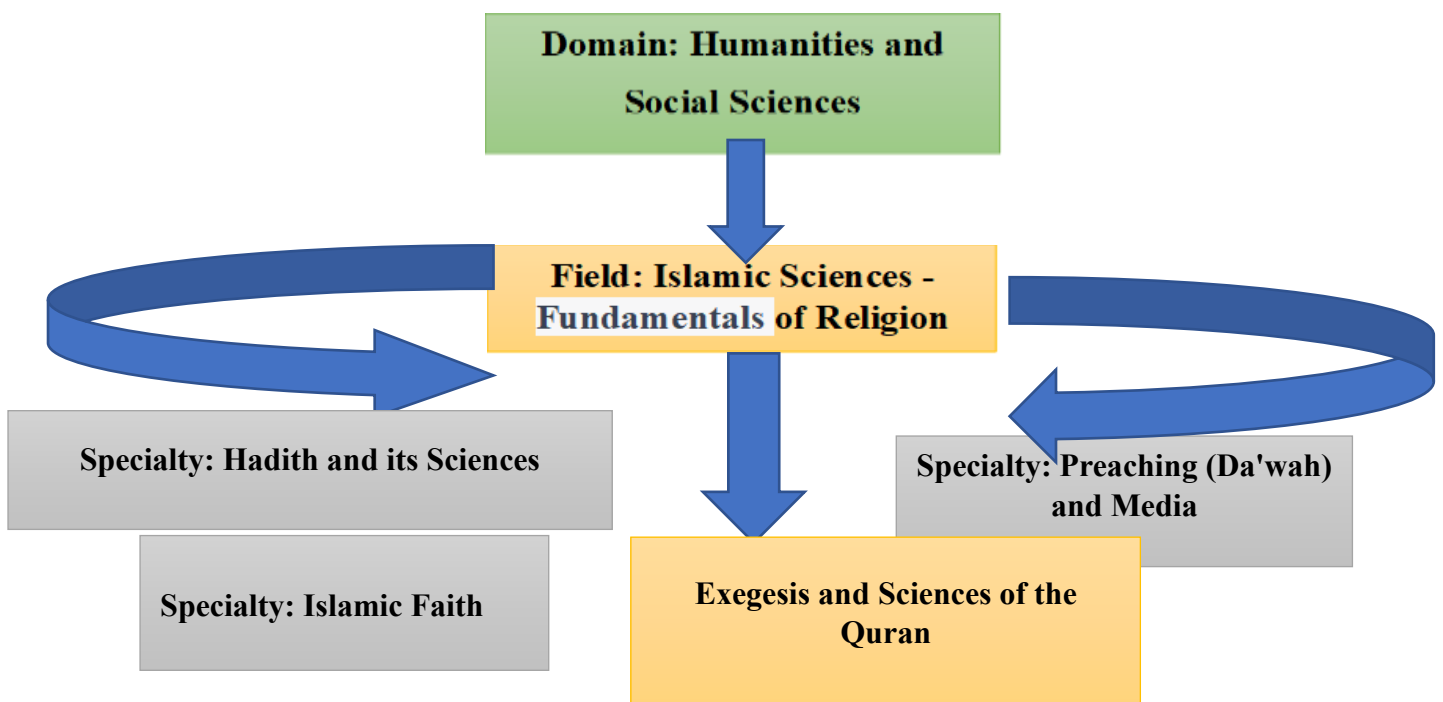 Domain: Humanities and
Social Sciences
Field: Islamic Sciences -
Fundamentals of Religion
Specialty: Hadith and its Sciences
Specialty: Preaching (Da'wah)
and Media
Specialty: Islamic Faith
Exegesis and Sciences of the
Quran